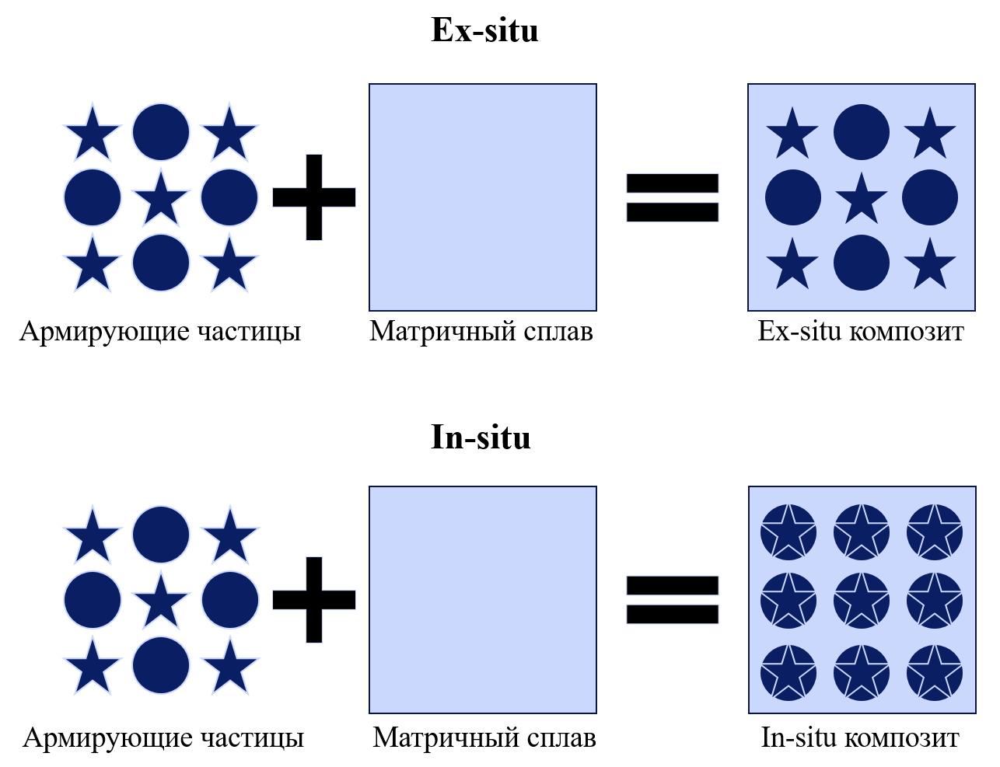 Ex-situ
Армирующие частицы
Матричный сплав
Ex-situ композит
In-situ
Армирующие частицы
Матричный сплав
In-situ композит